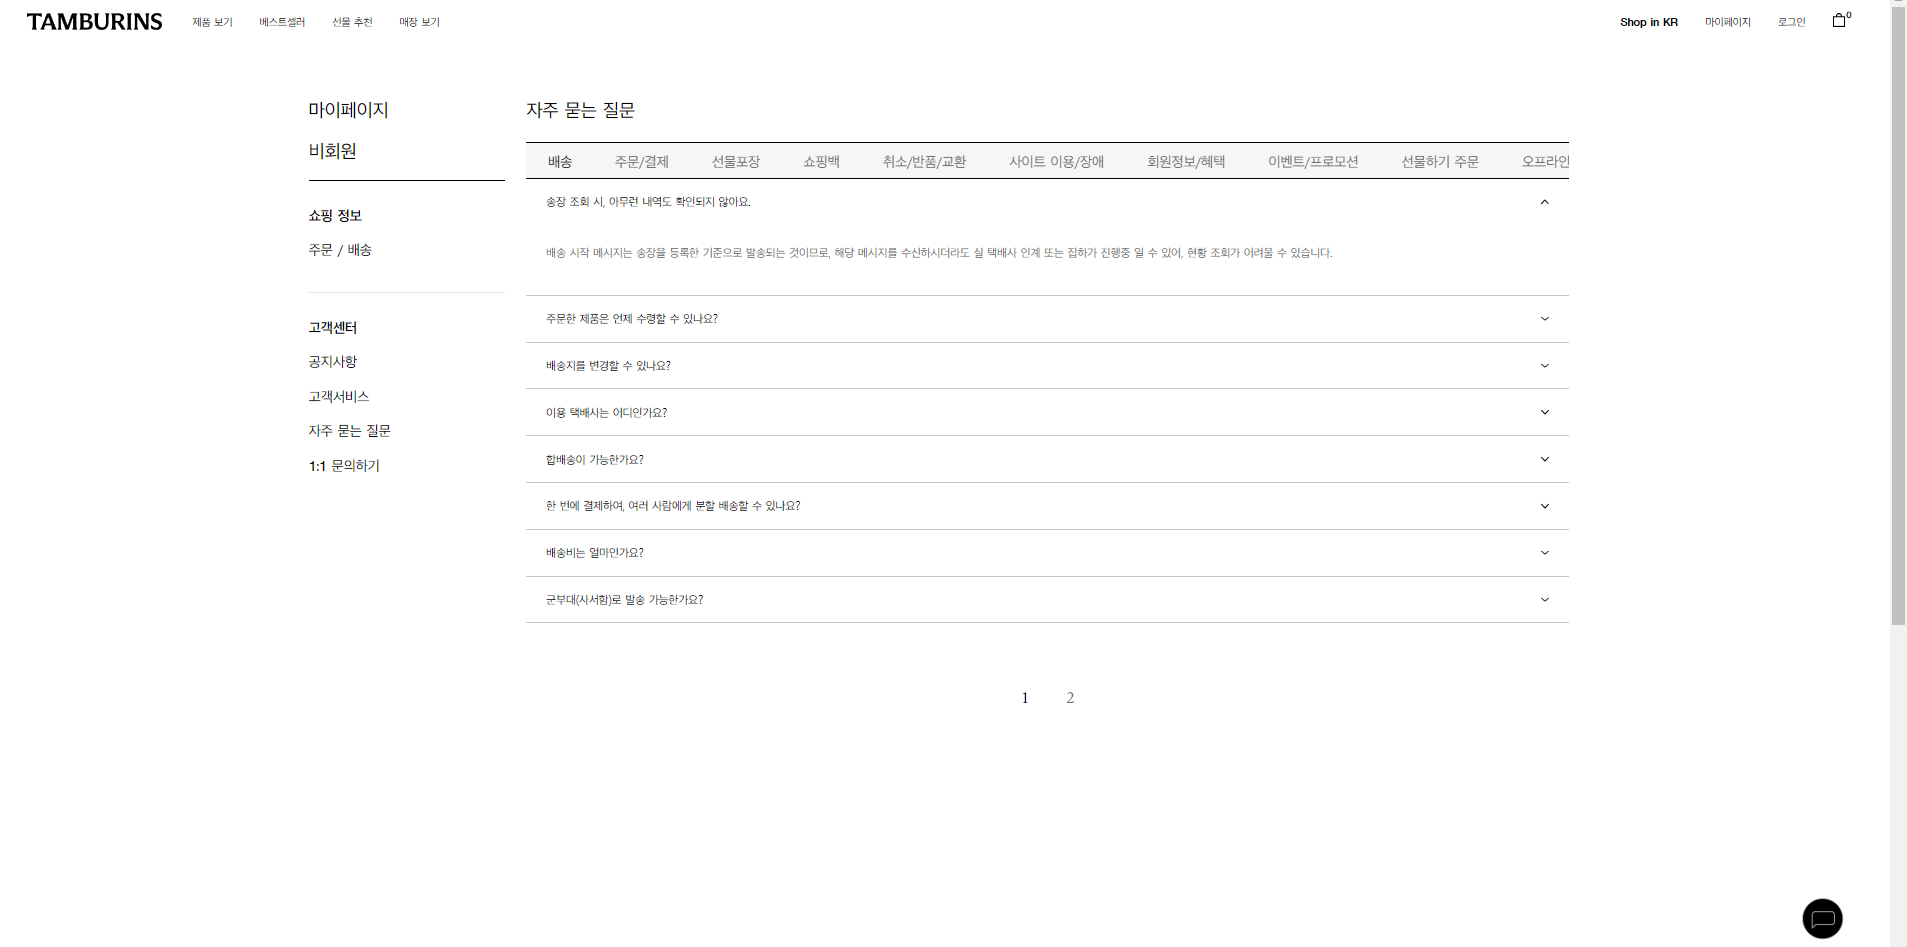 TAMBURINS 제품 보기 베스트셀러 선물 추천 매장 보기 Shop in KR 마이페이지 로그인 0
마이페이지
비회원
쇼핑 정보
주문 / 배송
고객센터
공지사항
고객서비스
자주 묻는 질문
1:1 문의하기
자주 묻는 질문
배송 주문/결제 선물포장 쇼핑백 취소/반품/교환 사이트 이용/장애 회원정보/혜택 이벤트/프로모션 선물하기 주문 오프라인
송장 조회 시, 아무런 내역도 확인되지 않아요.
배송 시작 메시지는 송장을 등록한 기준으로 발송되는 것이므로, 해당 메시지를 수신하시더라도 실 택배사 인계 또는 집하가 진행중 일 수 있어, 현황 조회가 어려울 수 있습니다.
주문한 제품은 언제 수령할 수 있나요?
배송지를 변경할 수 있나요?
이용 택배사는 어디인가요?
합배송이 가능한가요?
한 번에 결제하여, 여러 사람에게 분할 배송할 수 있나요?
배송비는 얼마인가요?
군부대(사서함)로 발송 가능한가요?
1 2